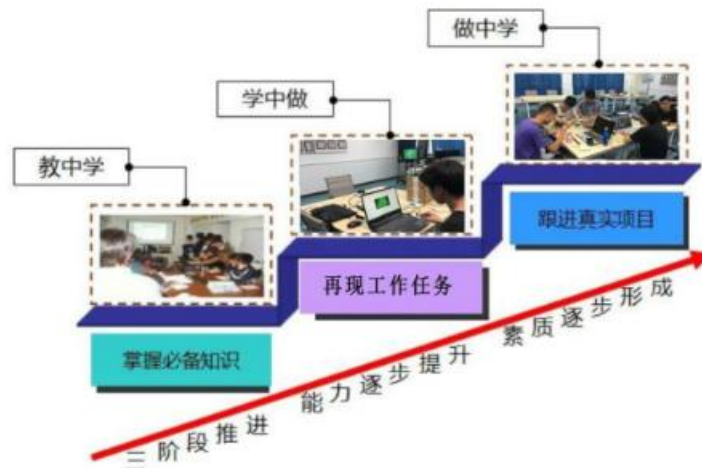 做中学
学中做
教中学
跟进真实项目
再现工作任务
掌握必备知识
三阶段推进 能力逐步提升 素质逐步形成